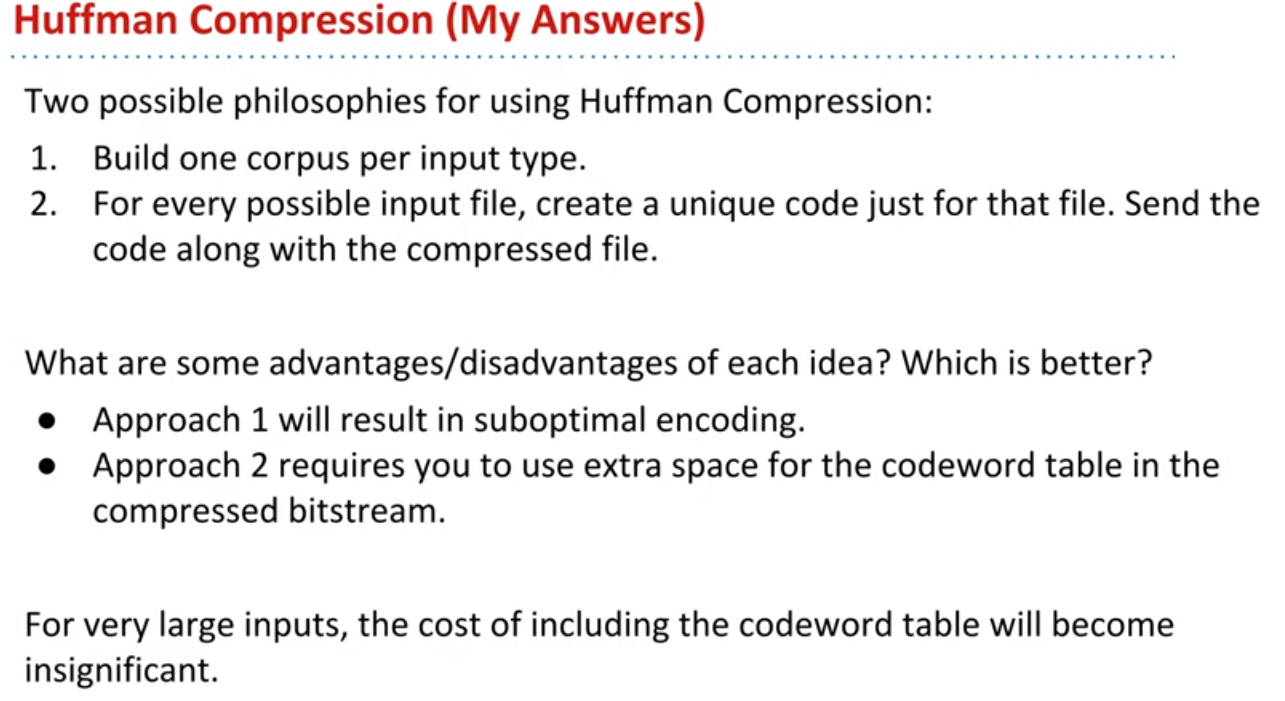 Huffman Compression (My Answers)
Two possible philosophies for using Huffman Compression:
1. Build one corpus per input type.
2. For every possible input file, create a unique code just for that file. Send the
code along with the compressed file.
What are some advantages/disadvantages of each idea? Which is better?
● Approach 1 will result in suboptimal encoding.
● Approach 2 requires you to use extra space for the codeword table in the
compressed bitstream.
For very large inputs, the cost of including the codeword table will become
insignificant.